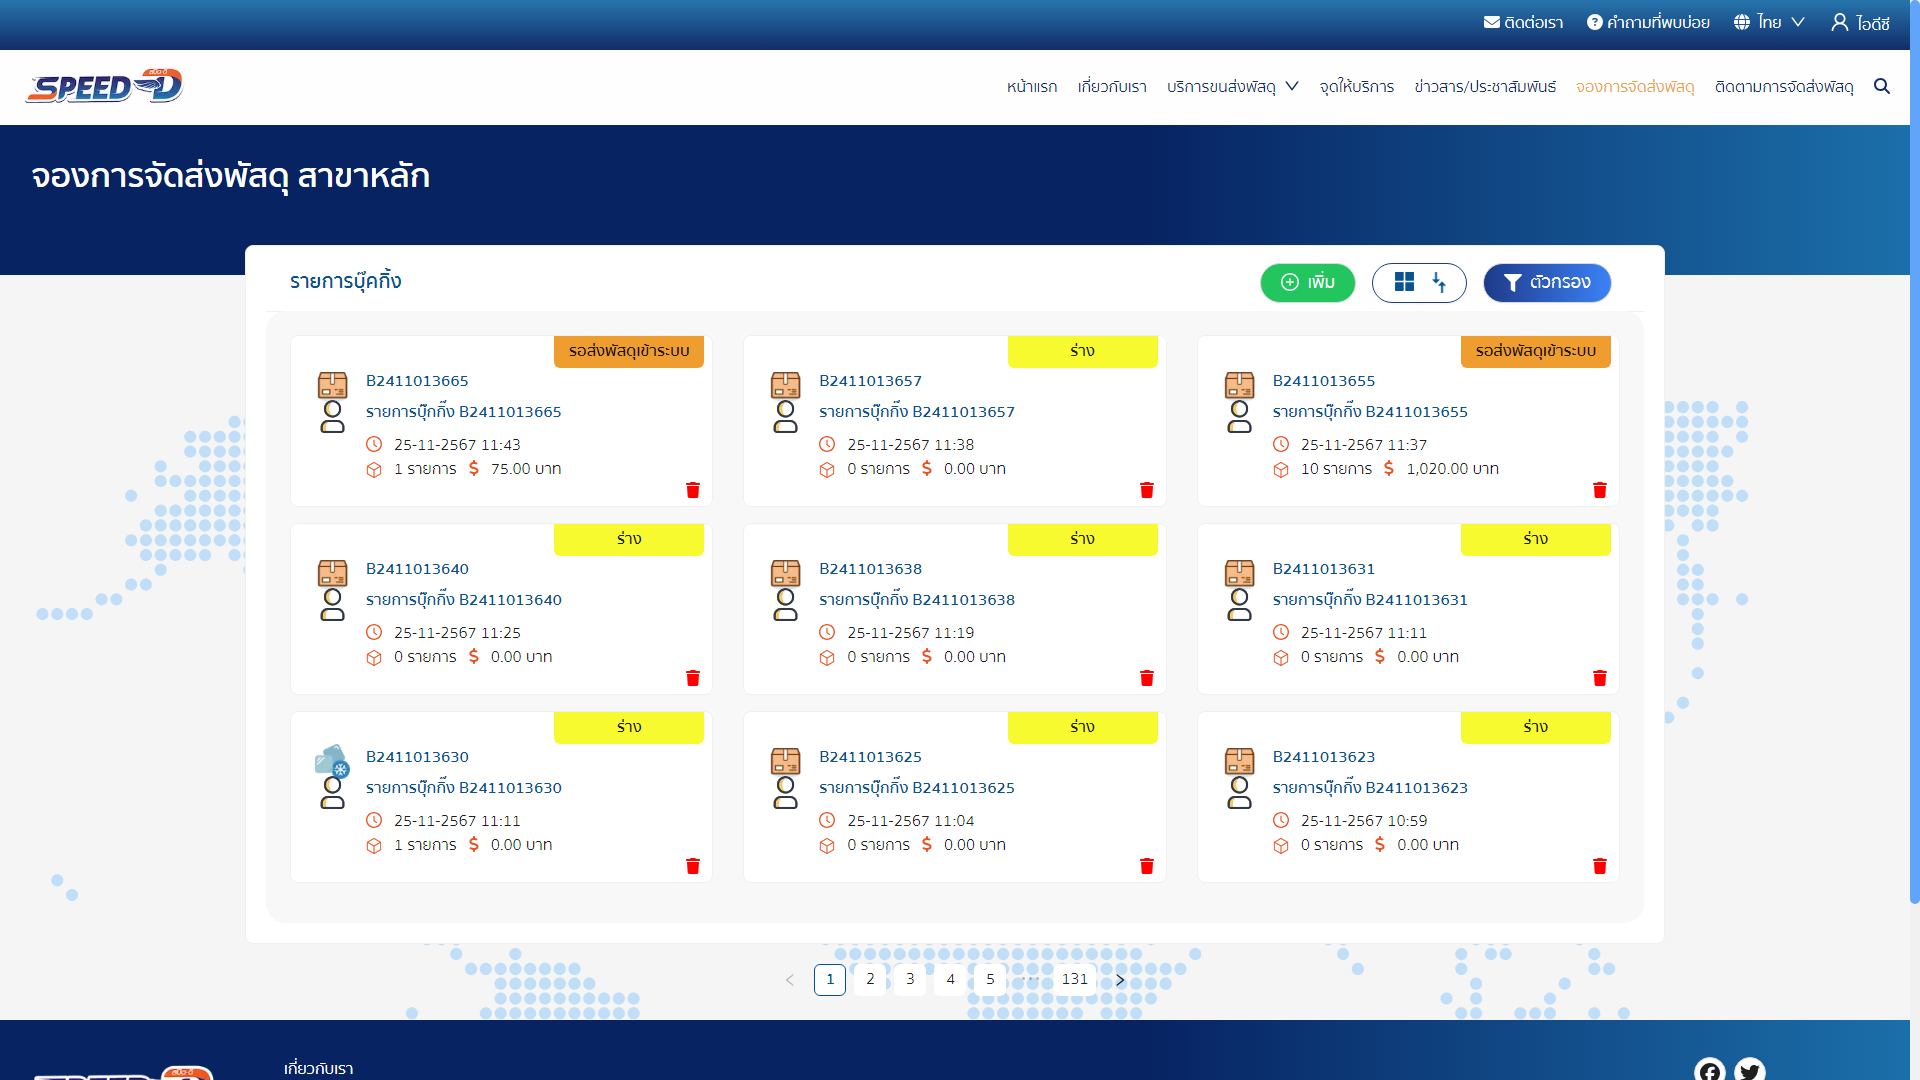 ติดต่อเรา คำถามที่พบบ่อย ไทย ไอดีซี
SPEED-D สปีด-ดี
หน้าแรก เกี่ยวกับเรา บริการขนส่งพัสดุ จุดให้บริการ ข่าวสาร/ประชาสัมพันธ์ จองการจัดส่งพัสดุ ติดตามการจัดส่งพัสดุ
จองการจัดส่งพัสดุ สาขาหลัก
รายการบุ๊คกิ้ง เพิ่ม ตัวกรอง
รอส่งพัสดุเข้าระบบ
B2411013665
รายการบุ๊กกิ๊ง B2411013665
25-11-2567 11:43
1 รายการ $ 75.00 บาท
ร่าง
B2411013657
รายการบุ๊กกิ๊ง B2411013657
25-11-2567 11:38
0 รายการ $ 0.00 บาท
รอส่งพัสดุเข้าระบบ
B2411013655
รายการบุ๊กกิ๊ง B2411013655
25-11-2567 11:37
10 รายการ $ 1,020.00 บาท
ร่าง
B2411013640
รายการบุ๊กกิ๊ง B2411013640
25-11-2567 11:25
0 รายการ $ 0.00 บาท
ร่าง
B2411013638
รายการบุ๊กกิ๊ง B2411013638
25-11-2567 11:19
0 รายการ $ 0.00 บาท
ร่าง
B2411013631
รายการบุ๊กกิ๊ง B2411013631
25-11-2567 11:11
0 รายการ $ 0.00 บาท
ร่าง
B2411013630
รายการบุ๊กกิ๊ง B2411013630
25-11-2567 11:11
1 รายการ $ 0.00 บาท
ร่าง
B2411013625
รายการบุ๊กกิ๊ง B2411013625
25-11-2567 11:04
0 รายการ $ 0.00 บาท
ร่าง
B2411013623
รายการบุ๊กกิ๊ง B2411013623
25-11-2567 10:59
0 รายการ $ 0.00 บาท
< 1 2 3 4 5 ••• 131 >
เกี่ยวกับเรา